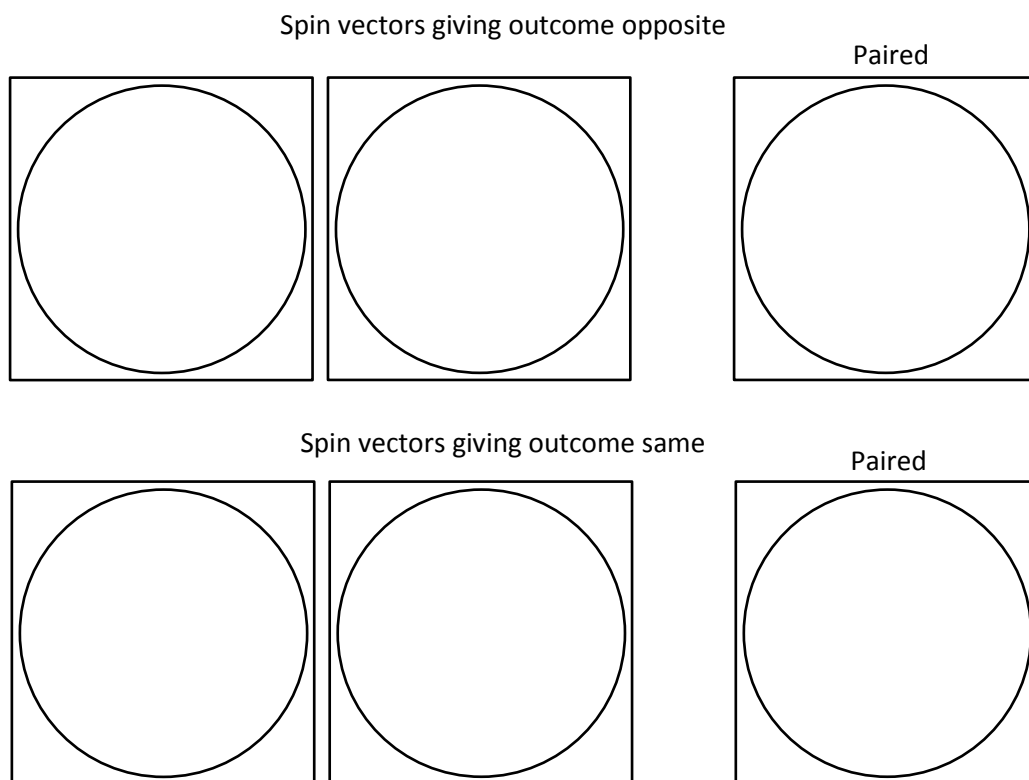 Spin vectors giving outcome opposite
Paired
Spin vectors giving outcome same
Paired